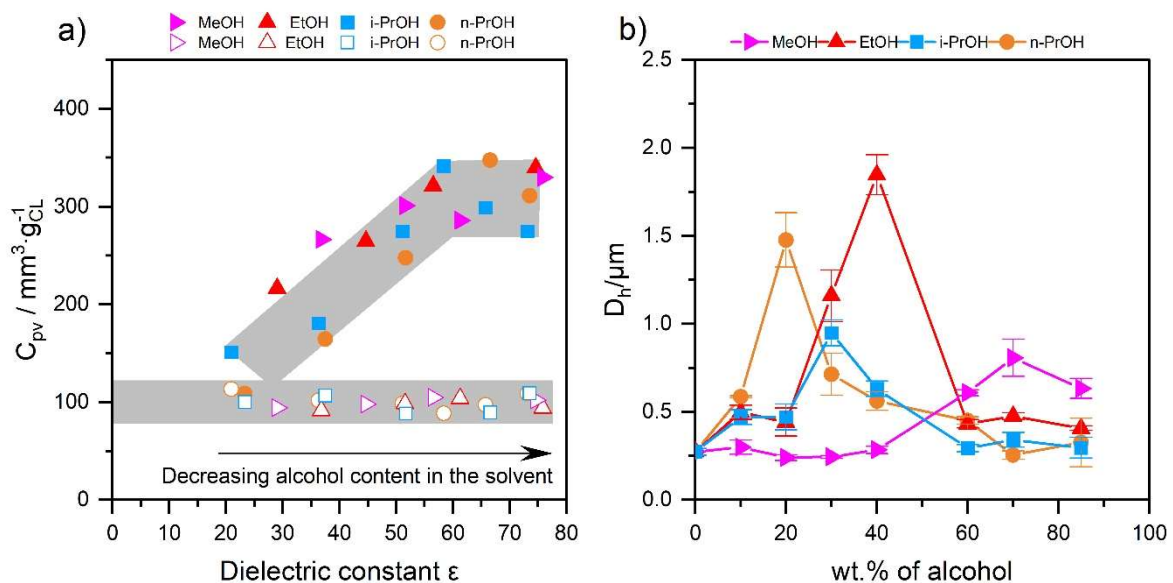 a)
MeOH EtOH i-PrOH n-PrOH
MeOH EtOH i-PrOH n-PrOH
400
300
200
100
0
C_pv / mm³·g⁻¹_CL
Decreasing alcohol content in the solvent
0 10 20 30 40 50 60 70 80
Dielectric constant ε
b)
MeOH EtOH i-PrOH n-PrOH
2.5
2.0
1.5
1.0
0.5
0.0
D_h/µm
0 20 40 60 80 100
wt.% of alcohol